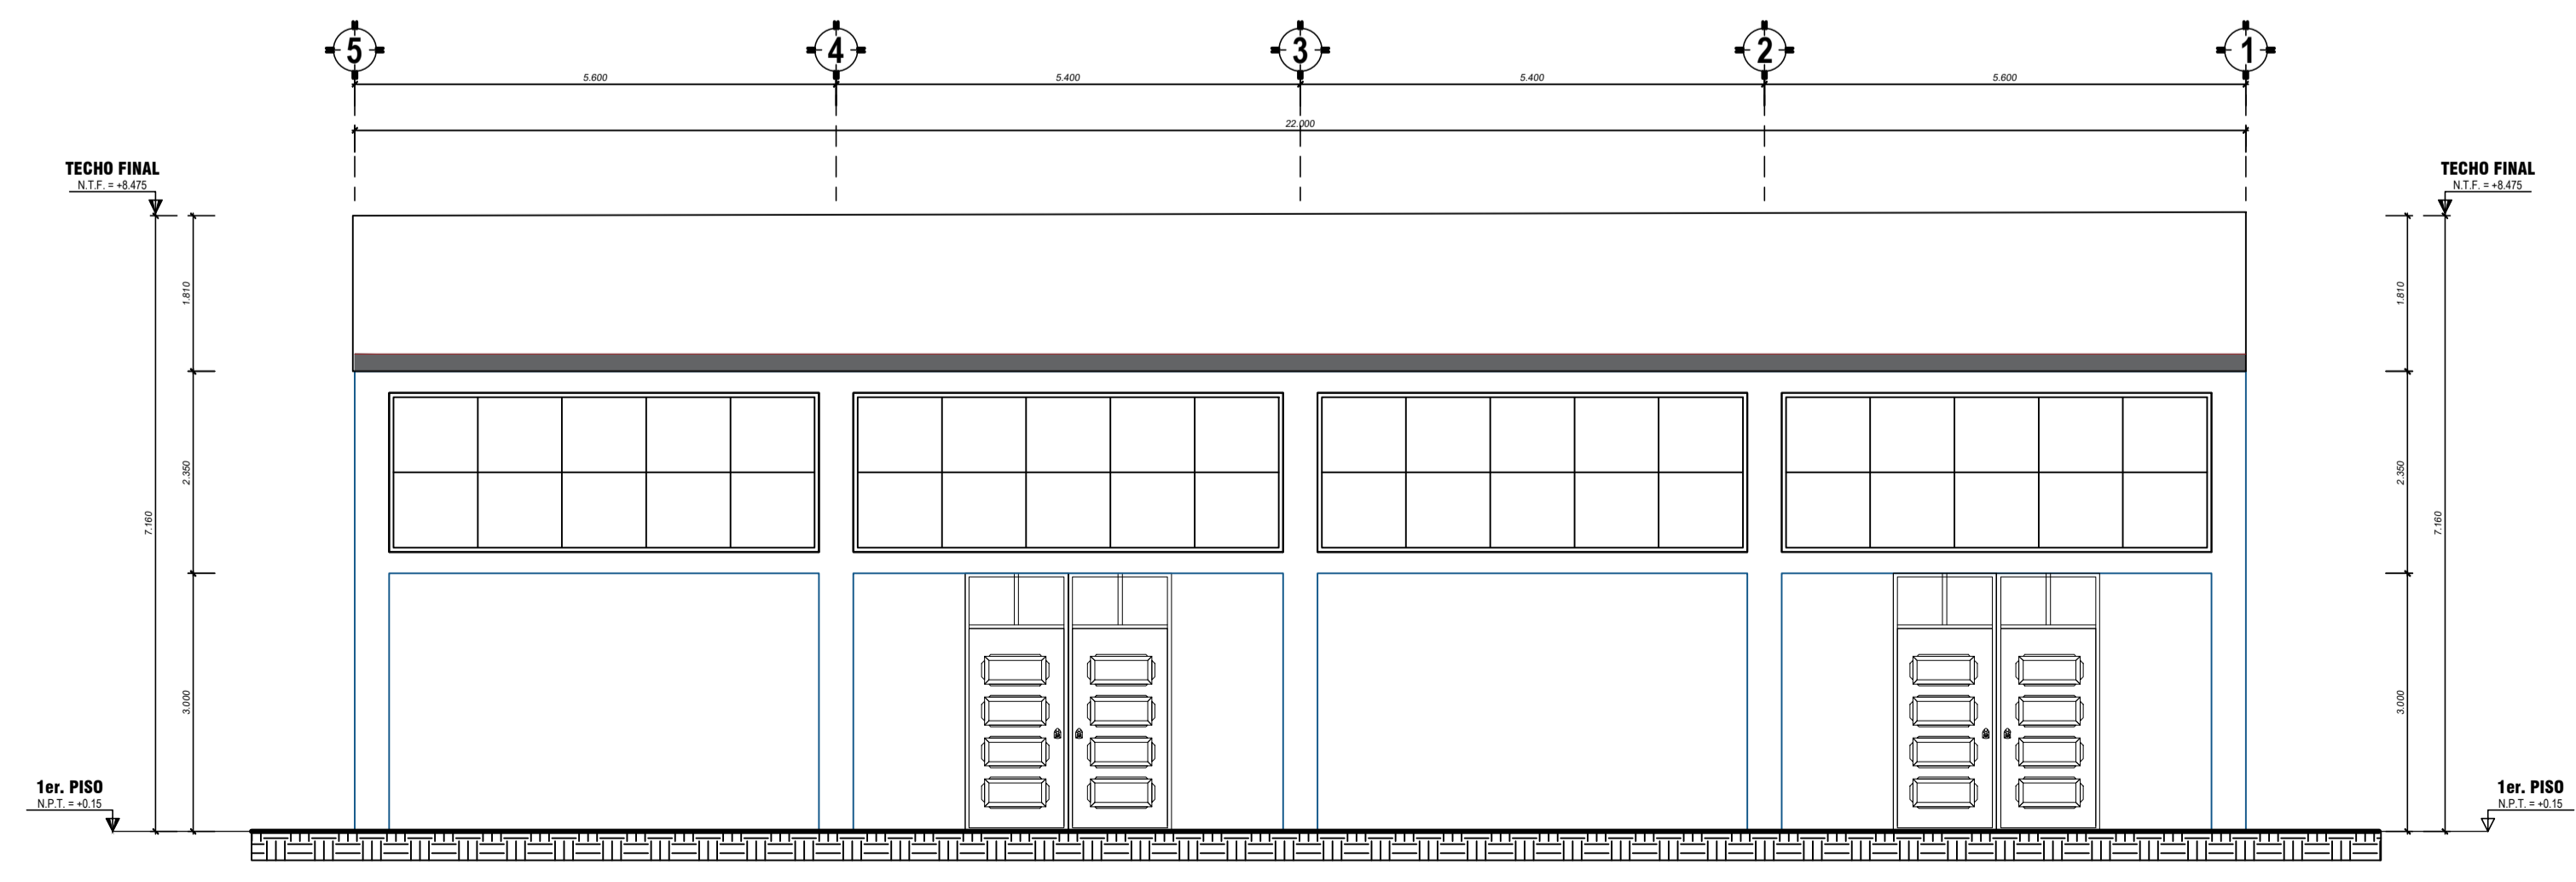 5 4 3 2 1
5.600 5.400 5.400 5.600
22.000
TECHO FINAL
N.T.F. = +8.475
TECHO FINAL
N.T.F. = +8.475
1.810
2.350
7.160
3.000
1.810
2.350
7.160
3.000
1er. PISO
N.P.T. = +0.15
1er. PISO
N.P.T. = +0.15